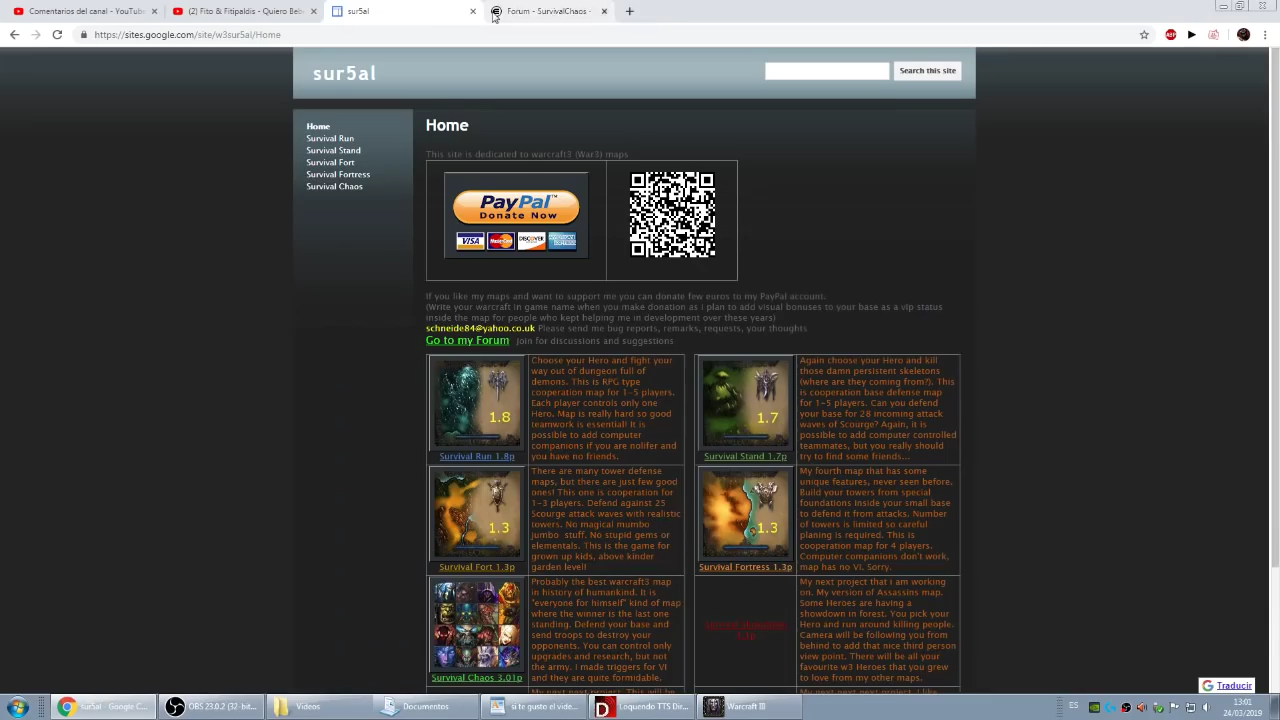 Comentarios del canal - YouTube
(2) Fito & Fitipaldis - Quiero Beb
sur5al
Forum - SurvivalChaos -
https://sites.google.com/site/w3sur5al/Home
sur5al
Search this site
Home
Survival Run
Survival Stand
Survival Fort
Survival Fortress
Survival Chaos
Home
This site is dedicated to warcraft3 (War3) maps
PayPal™
Donate Now
VISA MasterCard DISCOVER
If you like my maps and want to support me you can donate few euros to my PayPal account.
(Write your warcraft in game name when you make donation as i plan to add visual bonuses to your base as a vip status
inside the map for people who kept helping me in development over these years)
schneide84@yahoo.co.uk Please send me bug reports, remarks, requests, your thoughts
Go to my Forum join for discussions and suggestions
1.8
Survival Run 1.8p
Choose your Hero and fight your
way out of dungeon full of
demons. This is RPG type
cooperation map for 1-5 players.
Each player controls only one
Hero. Map is really hard so good
teamwork is essential! It is
possible to add computer
companions if you are nolifer and
you have no friends.
1.7
Survival Stand 1.7p
Again choose your Hero and kill
those damn persistent skeletons
(where are they coming from?). This
is cooperation base defense map
for 1-5 players. Can you defend
your base for 28 incoming attack
waves of Scourge? Again, it is
possible to add computer controlled
teammates, but you really should
try to find some friends...
1.3
Survival Fort 1.3p
There are many tower defense
maps, but there are just few good
ones! This one is cooperation for
1-3 players. Defend against 25
Scourge attack waves with realistic
towers. No magical mumbo
jumbo stuff. No stupid gems or
elementals. This is the game for
grown up kids, above kinder
garden level!
1.3
Survival Fortress 1.3p
My fourth map that has some
unique features, never seen before.
Build your towers from special
foundations inside your small base
to defend it from attacks. Number
of towers is limited so careful
planing is required. This is
cooperation map for 4 players.
Computer companions don't work,
map has no VI. Sorry.
Survival Chaos 3.01p
Probably the best warcraft3 map
in history of humankind. It is
"everyone for himself" kind of map
where the winner is the last one
standing. Defend your base and
send troops to destroy your
opponents. You can control only
upgrades and research, but not
the army. I made triggers for VI
and they are quite formidable.
My next project that i am working
on. My version of Assassins map.
Some Heroes are having a
showdown in forest. You pick your
Hero and run around killing people.
Camera will be following you from
behind to add that nice third person
view point. There will be all your
favourite w3 Heroes that you grew
to love from my other maps.
Traducir
sur5al - Google C...
OBS 23.0.2 (32-bit...
Videos
Documentos
si te gusto el vide...
Loquendo TTS Dir...
Warcraft III
ES
13:01
24/03/2019